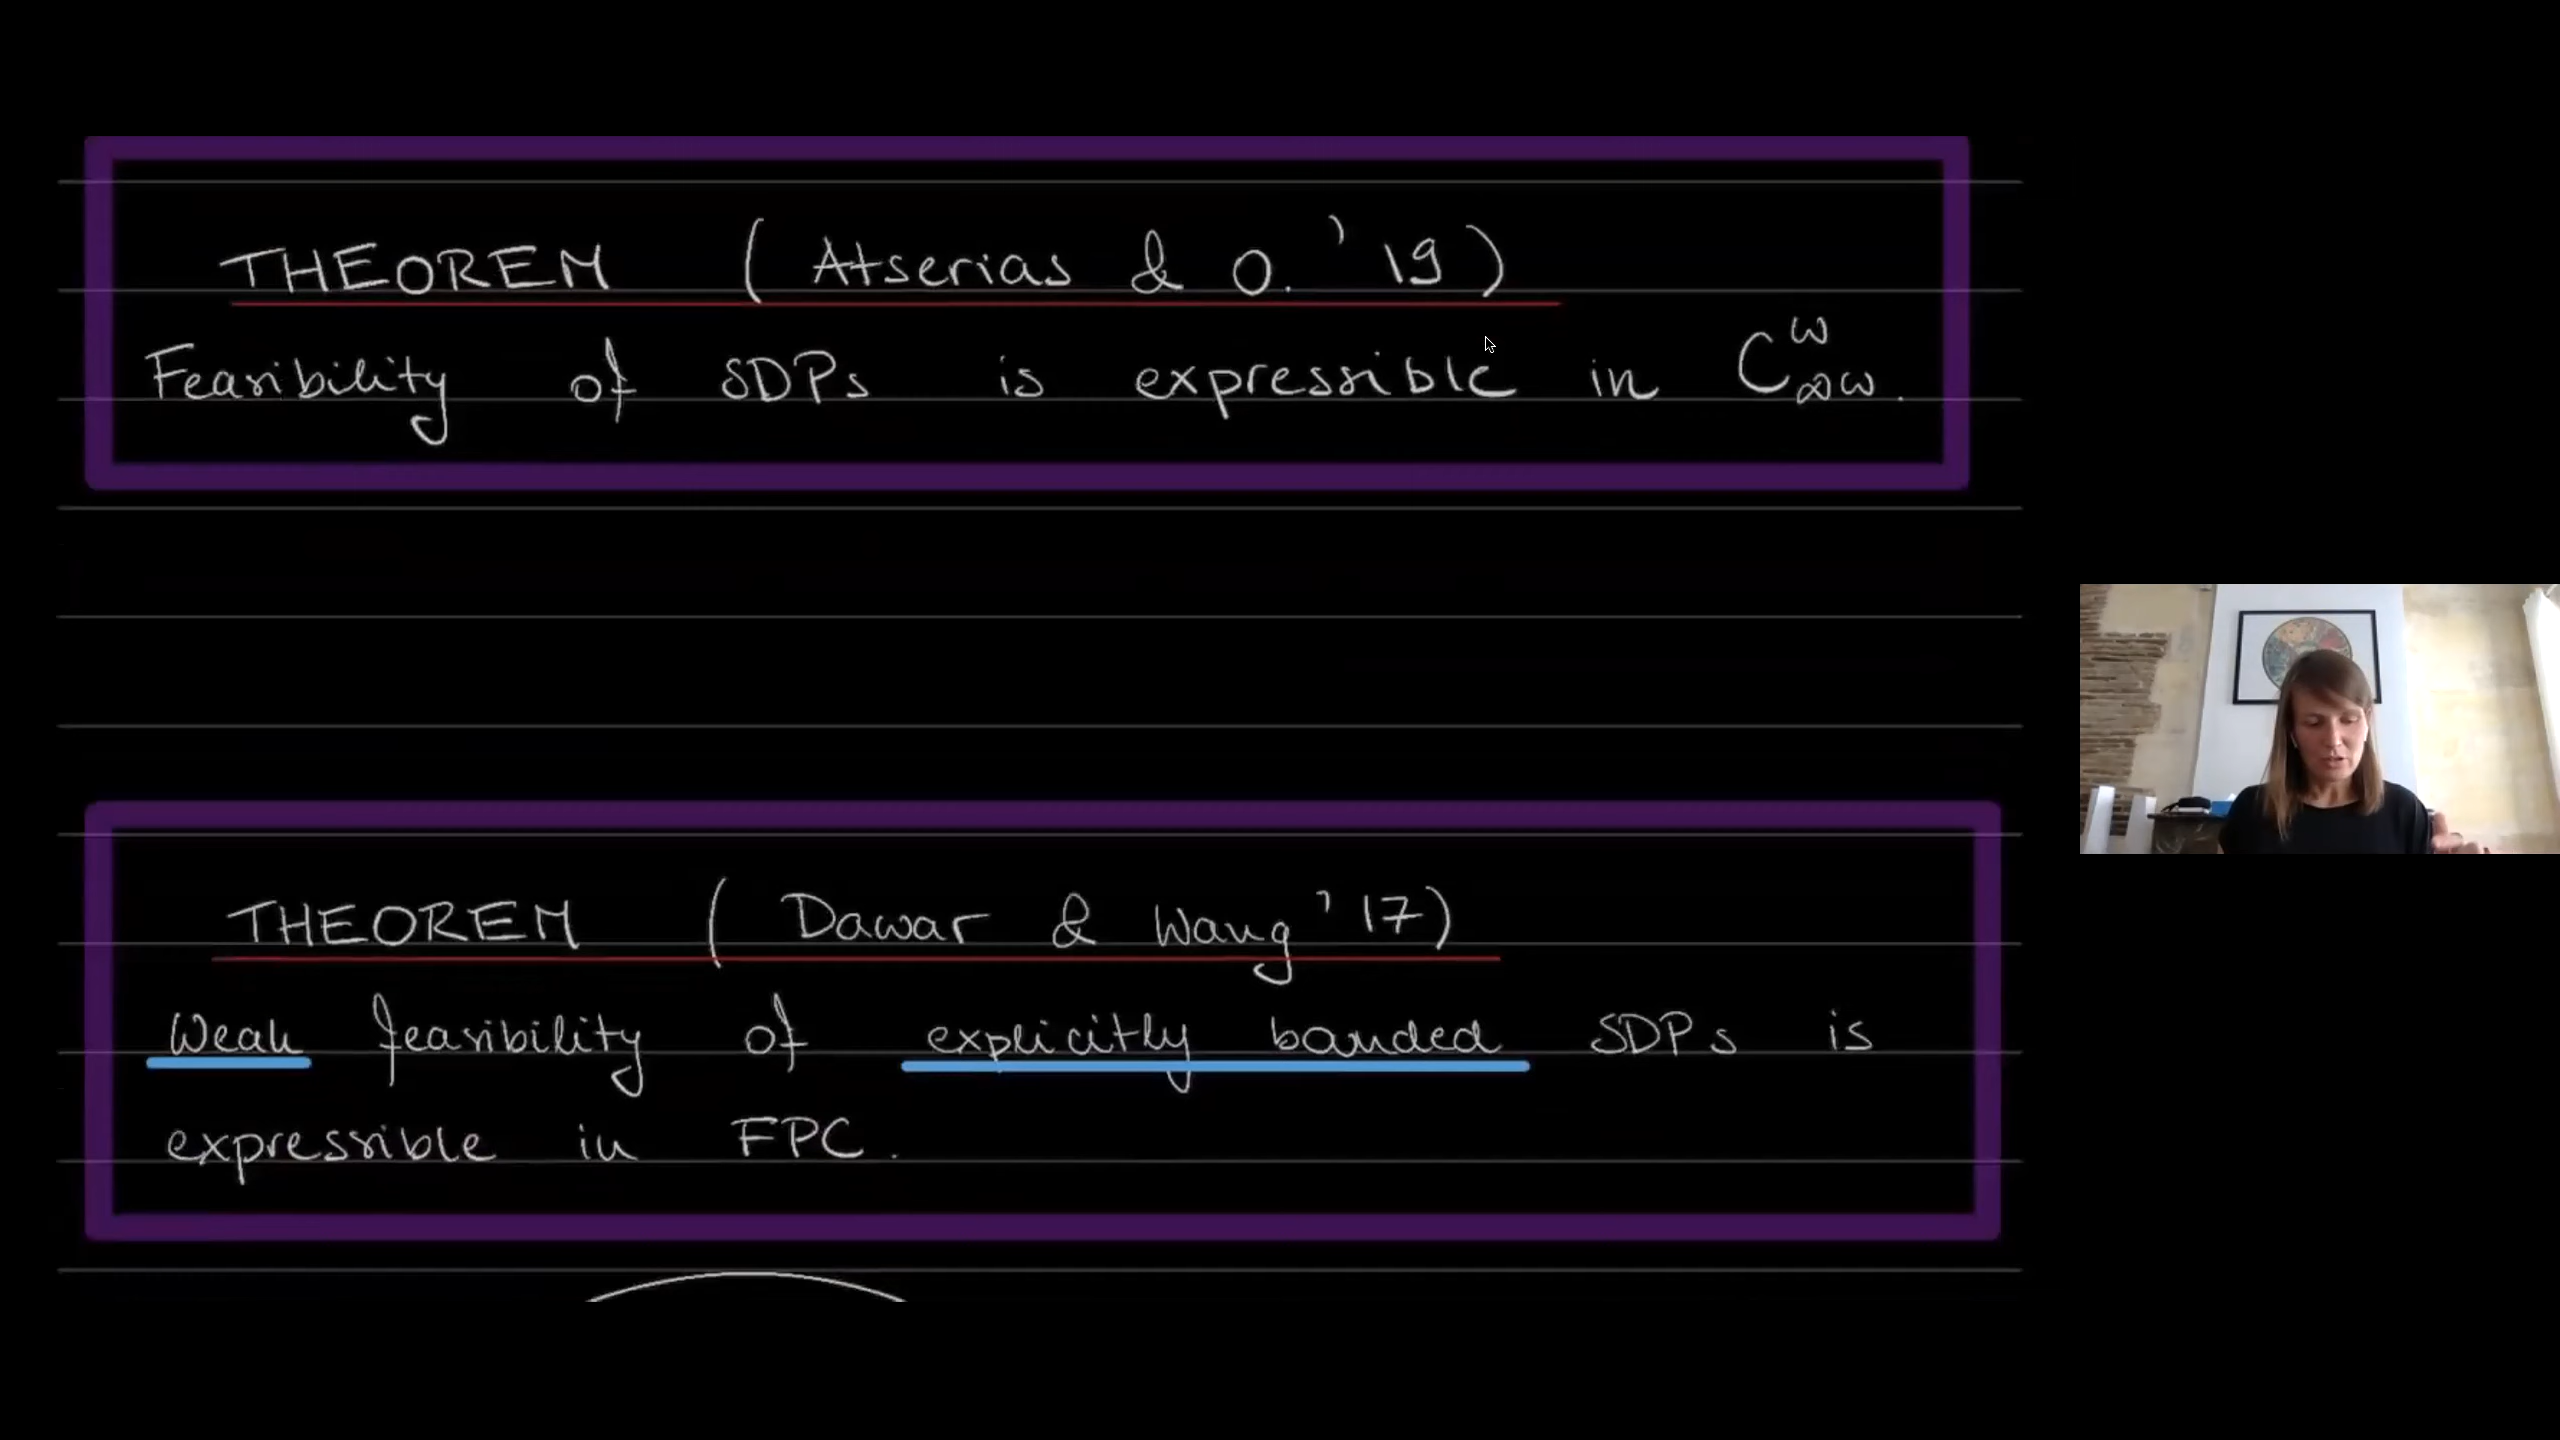 THEOREM ( Atserias & O. '19)
Feasibility of SDPs is expressible in C^ω_∞ω.
THEOREM ( Dawar & Wang '17)
Weak feasibility of explicitly bounded SDPs is
expressible in FPC.